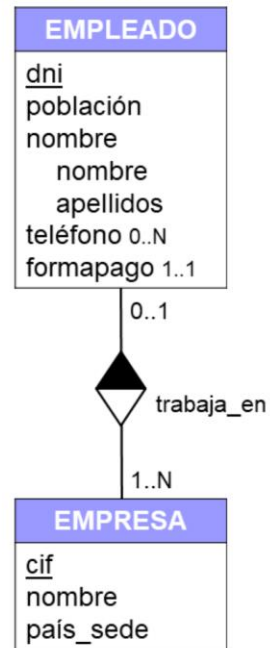 EMPLEADO
dni
población
nombre
nombre
apellidos
teléfono 0..N
formapago 1..1
0..1
trabaja_en
1..N
EMPRESA
cif
nombre
país_sede